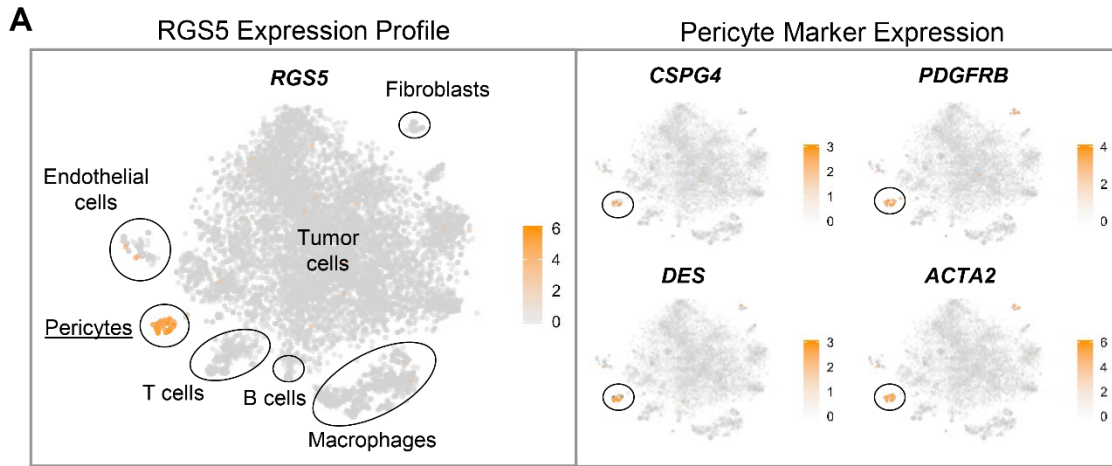 A
RGS5 Expression Profile
RGS5
Fibroblasts
Endothelial
cells
Tumor
cells
6
4
2
0
Pericytes
T cells
B cells
Macrophages
Pericyte Marker Expression
CSPG4
3
2
1
0
PDGFRB
4
2
0
DES
3
2
1
0
ACTA2
6
4
2
0